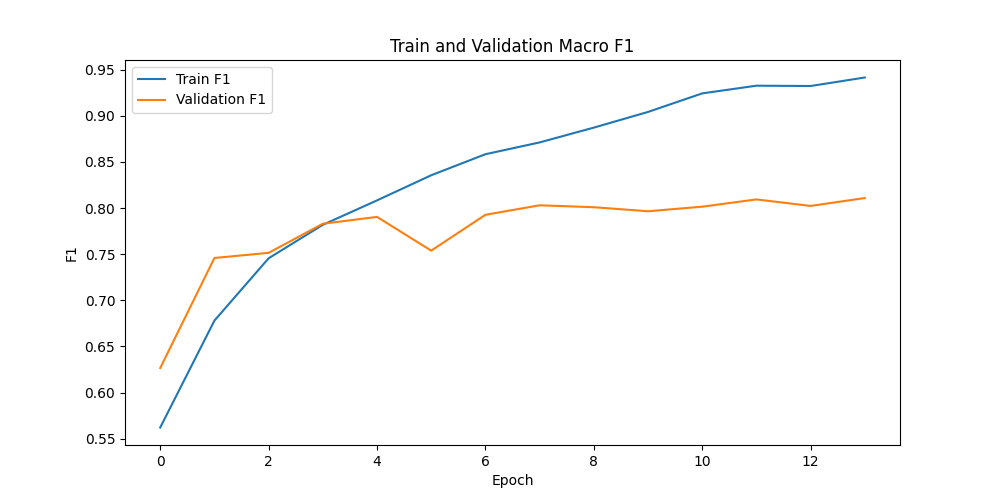 Train and Validation Macro F1
Train F1
Validation F1
F1
0.95
0.90
0.85
0.80
0.75
0.70
0.65
0.60
0.55
0 2 4 6 8 10 12
Epoch